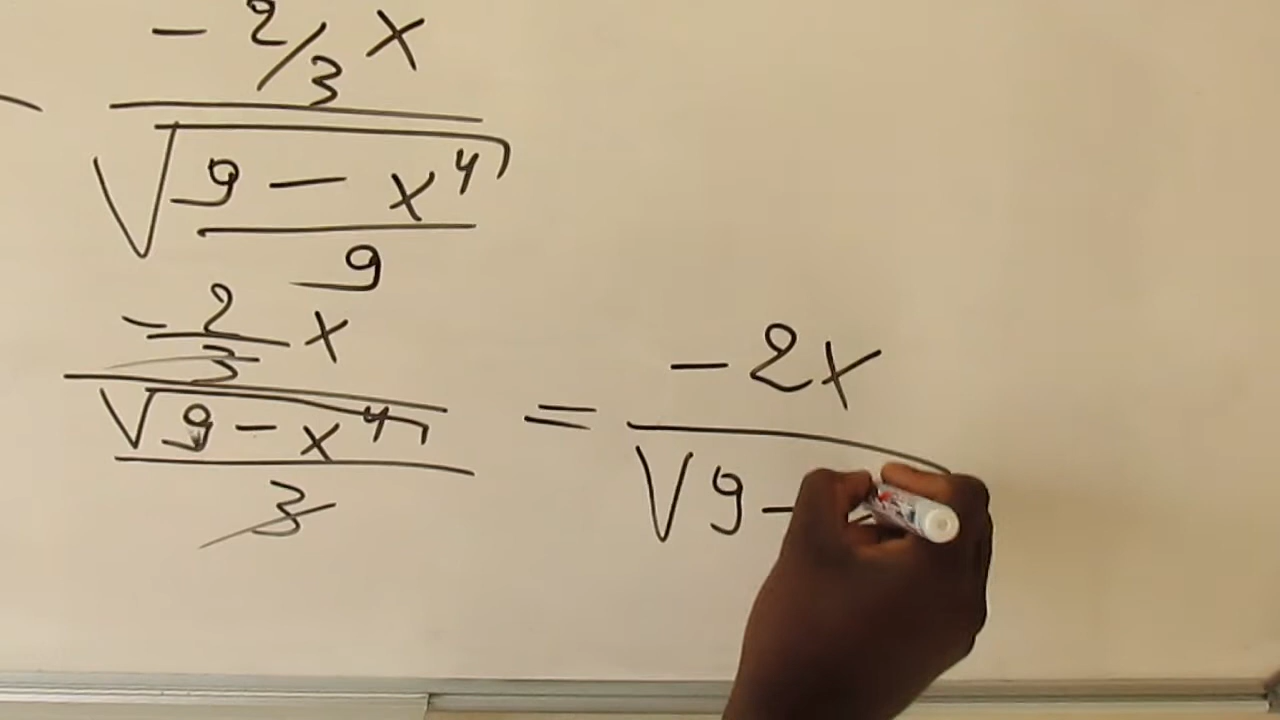 - 2/3 x
√9 - x⁴
9
- 2/3 x
√9 - x⁴
3
= - 2x
√9 -